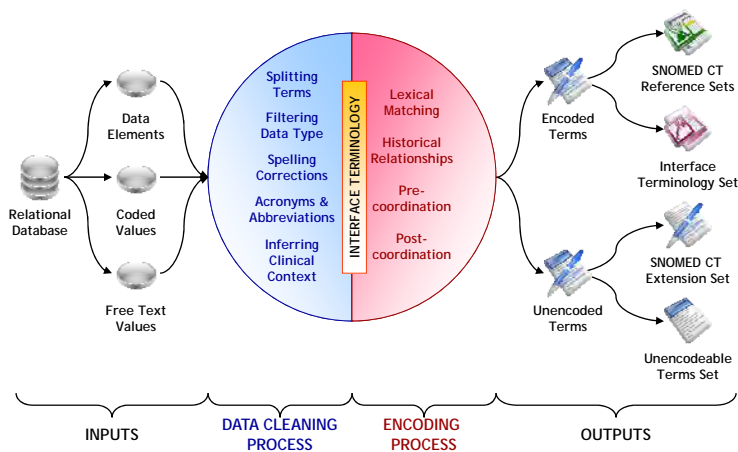 Relational
Database
Data
Elements
Coded
Values
Free Text
Values
Splitting
Terms
Filtering
Data Type
Spelling
Corrections
Acronyms &
Abbreviations
Inferring
Clinical
Context
INTERFACE TERMINOLOGY
Lexical
Matching
Historical
Relationships
Pre-
coordination
Post-
coordination
Encoded
Terms
Unencoded
Terms
SNOMED CT
Reference Sets
Interface
Terminology Set
SNOMED CT
Extension Set
Unencodeable
Terms Set
INPUTS
DATA CLEANING
PROCESS
ENCODING
PROCESS
OUTPUTS